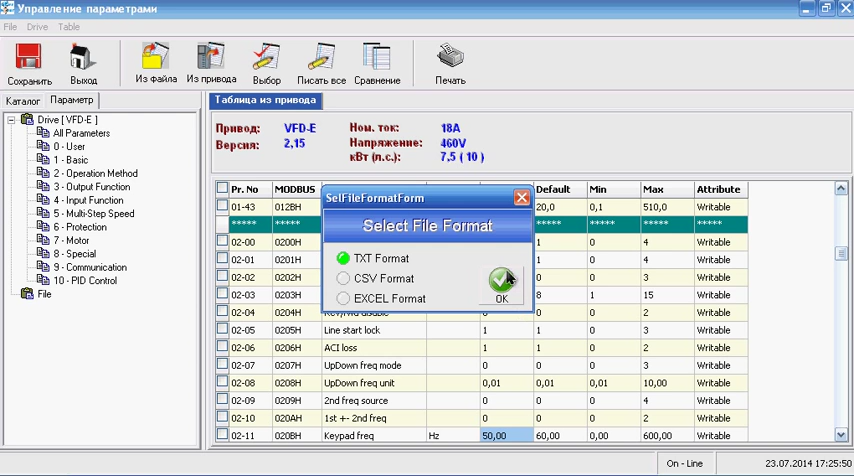 Управление параметрами
File Drive Table
Сохранить Выход Из файла Из привода Выбор Писать все Сравнение Печать
Каталог Параметр
Drive [ VFD-E ]
All Parameters
0 - User
1 - Basic
2 - Operation Method
3 - Output Function
4 - Input Function
5 - Multi-Step Speed
6 - Protection
7 - Motor
8 - Special
9 - Communication
10 - PID Control
File
Таблица из привода
Привод: VFD-E Ном. ток: 18A
Версия: 2,15 Напряжение: 460V
кВт (л.с.): 7,5 ( 10 )
Pr. No MODBUS Default Min Max Attribute
01-43 012BH 20,0 0,1 510,0 Writable
***** ***** ***** ***** ***** *****
02-00 0200H 1 0 4 Writable
02-01 0201H 1 0 4 Writable
02-02 0202H 0 0 3 Writable
02-03 0203H 8 1 15 Writable
02-04 0204H 0 0 2 Writable
02-05 0205H Line start lock 1 1 0 3 Writable
02-06 0206H ACI loss 1 1 0 2 Writable
02-07 0207H UpDown freq mode 0 0 0 3 Writable
02-08 0208H UpDown freq unit 0,01 0,01 0,01 10,00 Writable
02-09 0209H 2nd freq source 0 0 0 4 Writable
02-10 020AH 1st +- 2nd freq 0 0 0 2 Writable
02-11 020BH Keypad freq Hz 50,00 60,00 0,00 600,00 Writable
SelFileFormatForm
Select File Format
TXT Format
CSV Format
EXCEL Format
OK
On - Line 23.07.2014 17:25:50